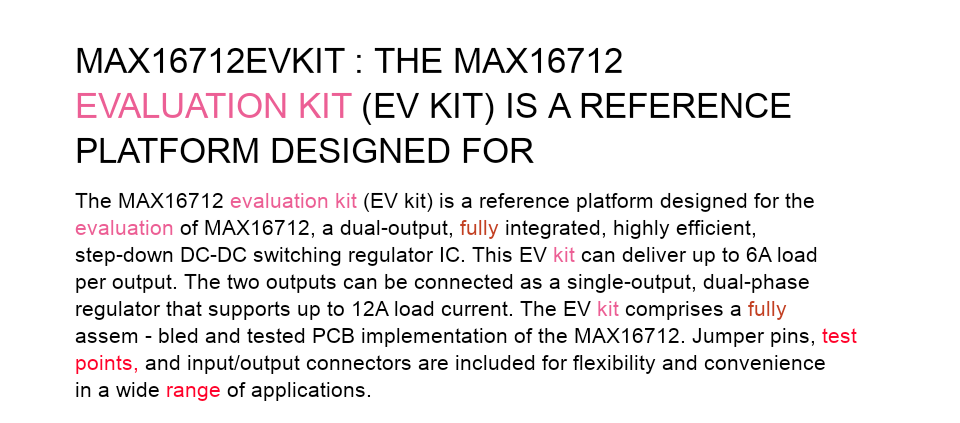 MAX16712EVKIT : THE MAX16712
EVALUATION KIT (EV KIT) IS A REFERENCE
PLATFORM DESIGNED FOR
The MAX16712 evaluation kit (EV kit) is a reference platform designed for the
evaluation of MAX16712, a dual-output, fully integrated, highly efficient,
step-down DC-DC switching regulator IC. This EV kit can deliver up to 6A load
per output. The two outputs can be connected as a single-output, dual-phase
regulator that supports up to 12A load current. The EV kit comprises a fully
assem - bled and tested PCB implementation of the MAX16712. Jumper pins, test
points, and input/output connectors are included for flexibility and convenience
in a wide range of applications.